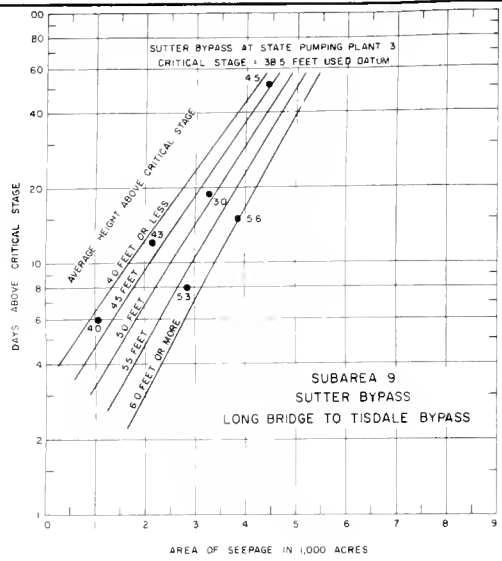 00
80
60
40
20
10
8
6
4
2
1
DAYS ABOVE CRITICAL STAGE
SUTTER BYPASS AT STATE PUMPING PLANT 3
CRITICAL STAGE = 38.5 FEET USED DATUM
4.5
AVERAGE HEIGHT ABOVE CRITICAL STAGE
4.0 FEET OR LESS
4.5 FEET
5.0 FEET
5.5 FEET
6.0 FEET OR MORE
3.0
5.6
4.3
5.3
4.0
SUBAREA 9
SUTTER BYPASS
LONG BRIDGE TO TISDALE BYPASS
0 1 2 3 4 5 6 7 8 9
AREA OF SEEPAGE IN 1,000 ACRES